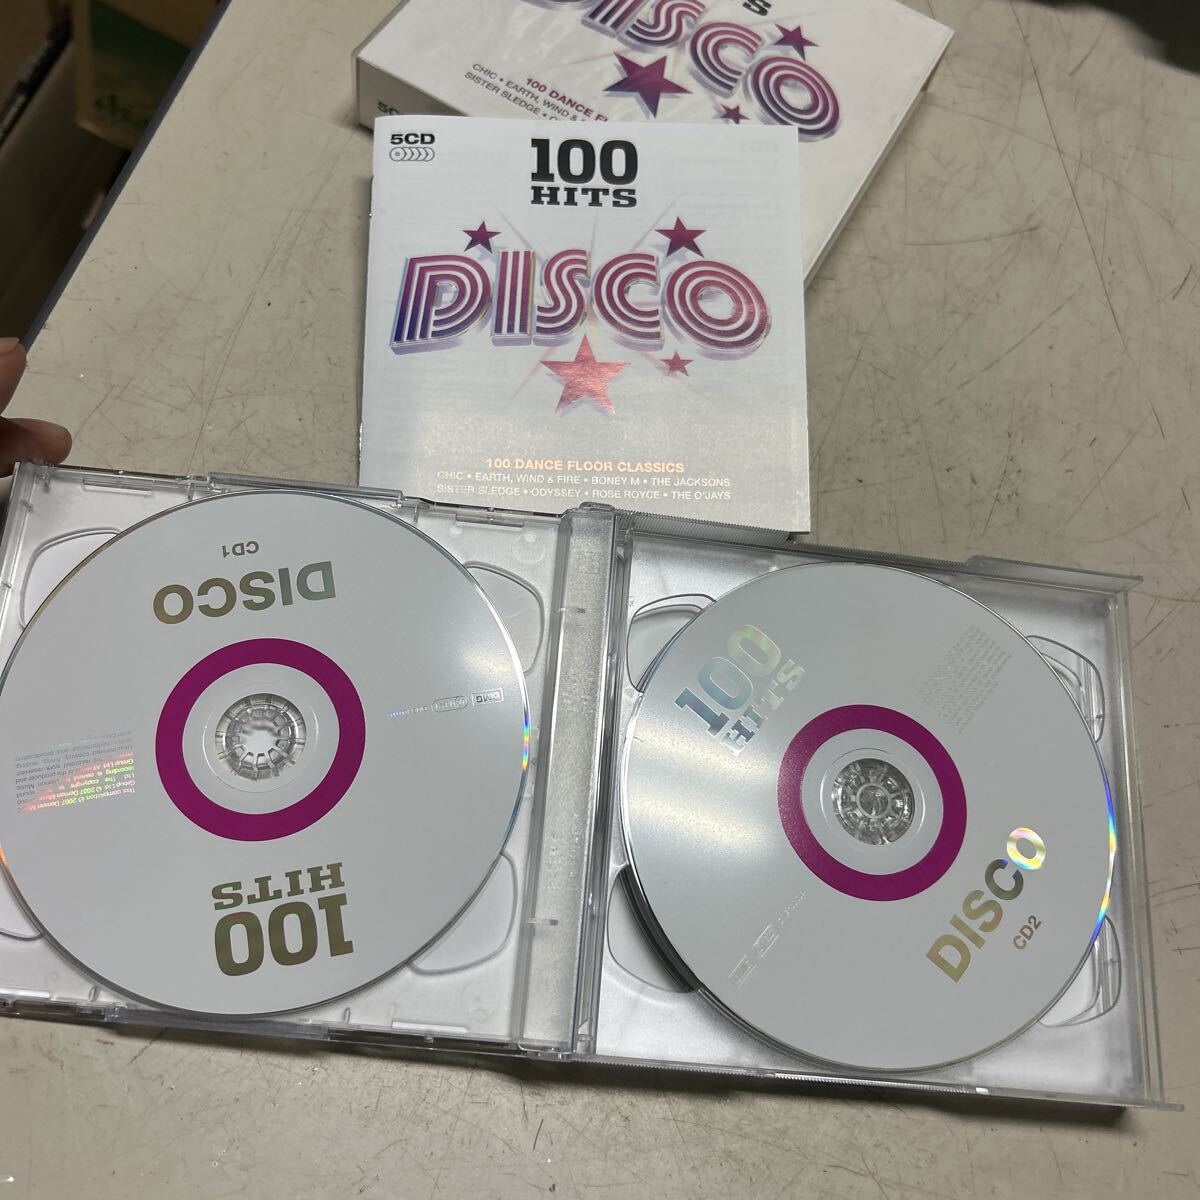 S
DISCO
100 DANCE FL
CHIC • EARTH, WIND &
SISTER SLEDGE •
5CD
100
HITS
DISCO
100 DANCE FLOOR CLASSICS
CHIC • EARTH, WIND & FIRE • BONEY M • THE JACKSONS
SISTER SLEDGE • ODYSSEY • ROSE ROYCE • THE O'JAYS
100
HITS
DISCO
CD1
DMG
100
HITS
DISCO
CD2